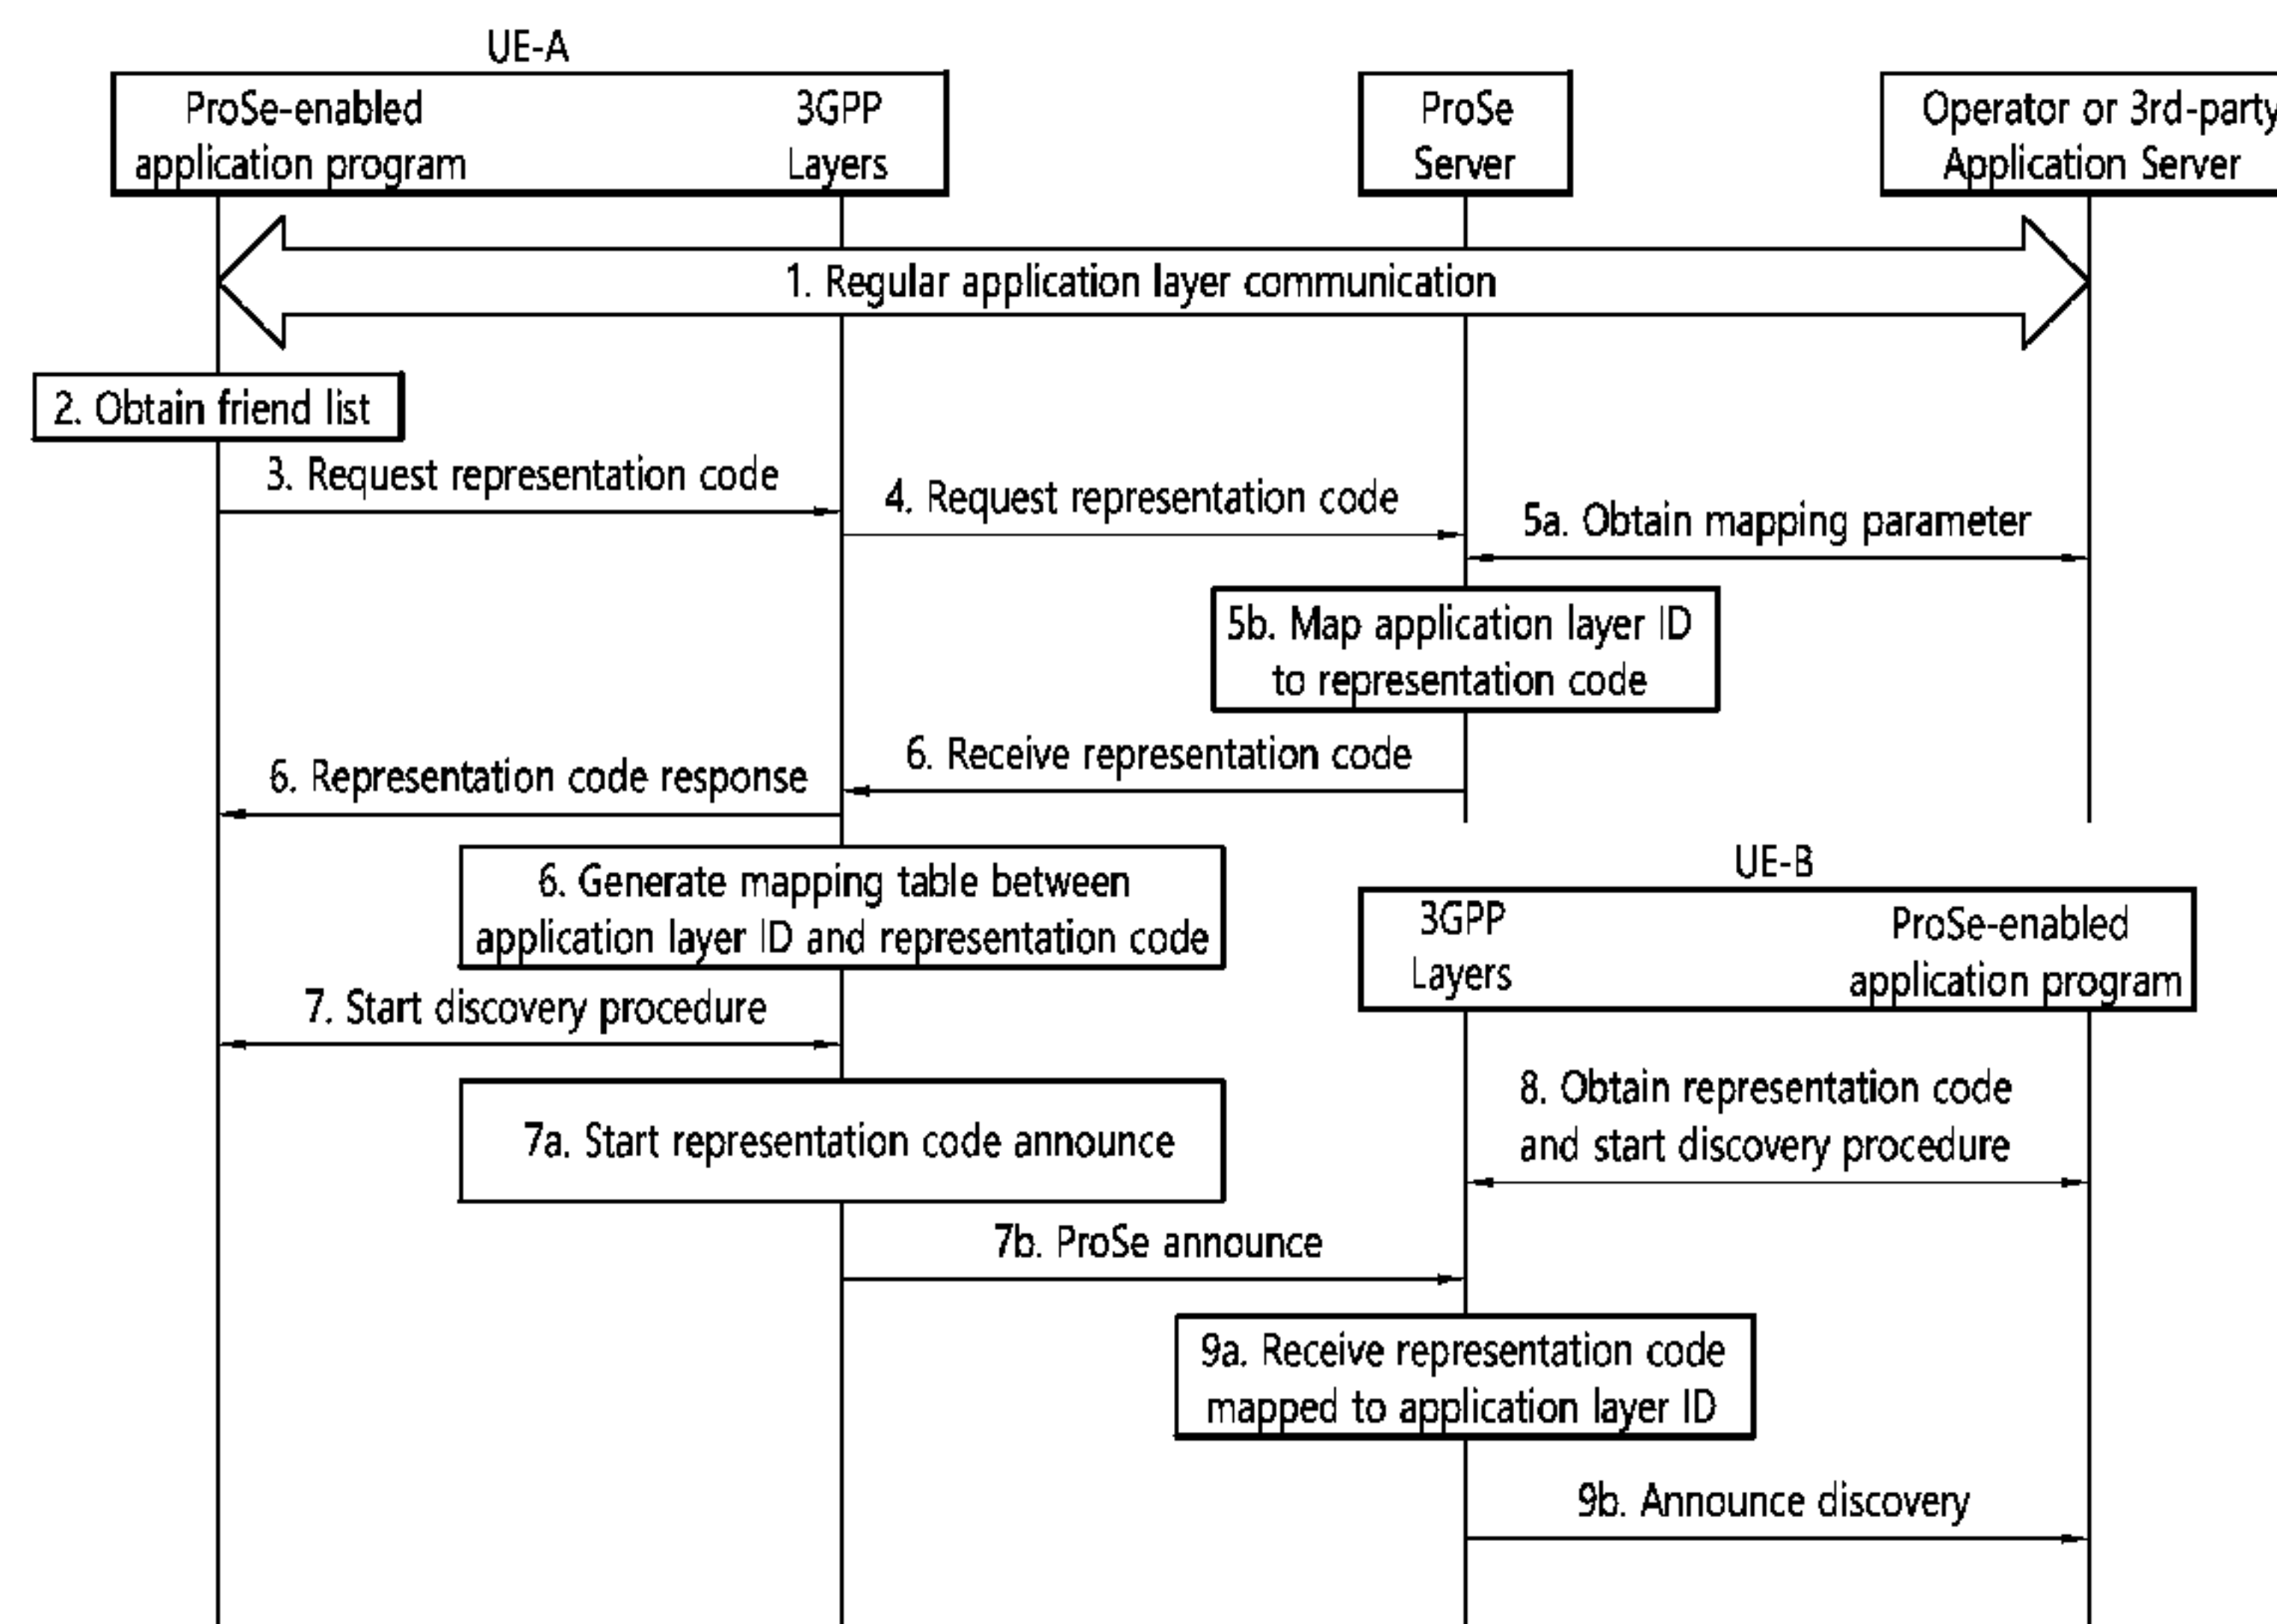 UE-A
ProSe-enabled
application program
3GPP
Layers
ProSe
Server
Operator or 3rd-party
Application Server
1. Regular application layer communication
2. Obtain friend list
3. Request representation code
4. Request representation code
5a. Obtain mapping parameter
5b. Map application layer ID
to representation code
6. Receive representation code
6. Representation code response
6. Generate mapping table between
application layer ID and representation code
UE-B
3GPP
Layers
ProSe-enabled
application program
7. Start discovery procedure
8. Obtain representation code
and start discovery procedure
7a. Start representation code announce
7b. ProSe announce
9a. Receive representation code
mapped to application layer ID
9b. Announce discovery